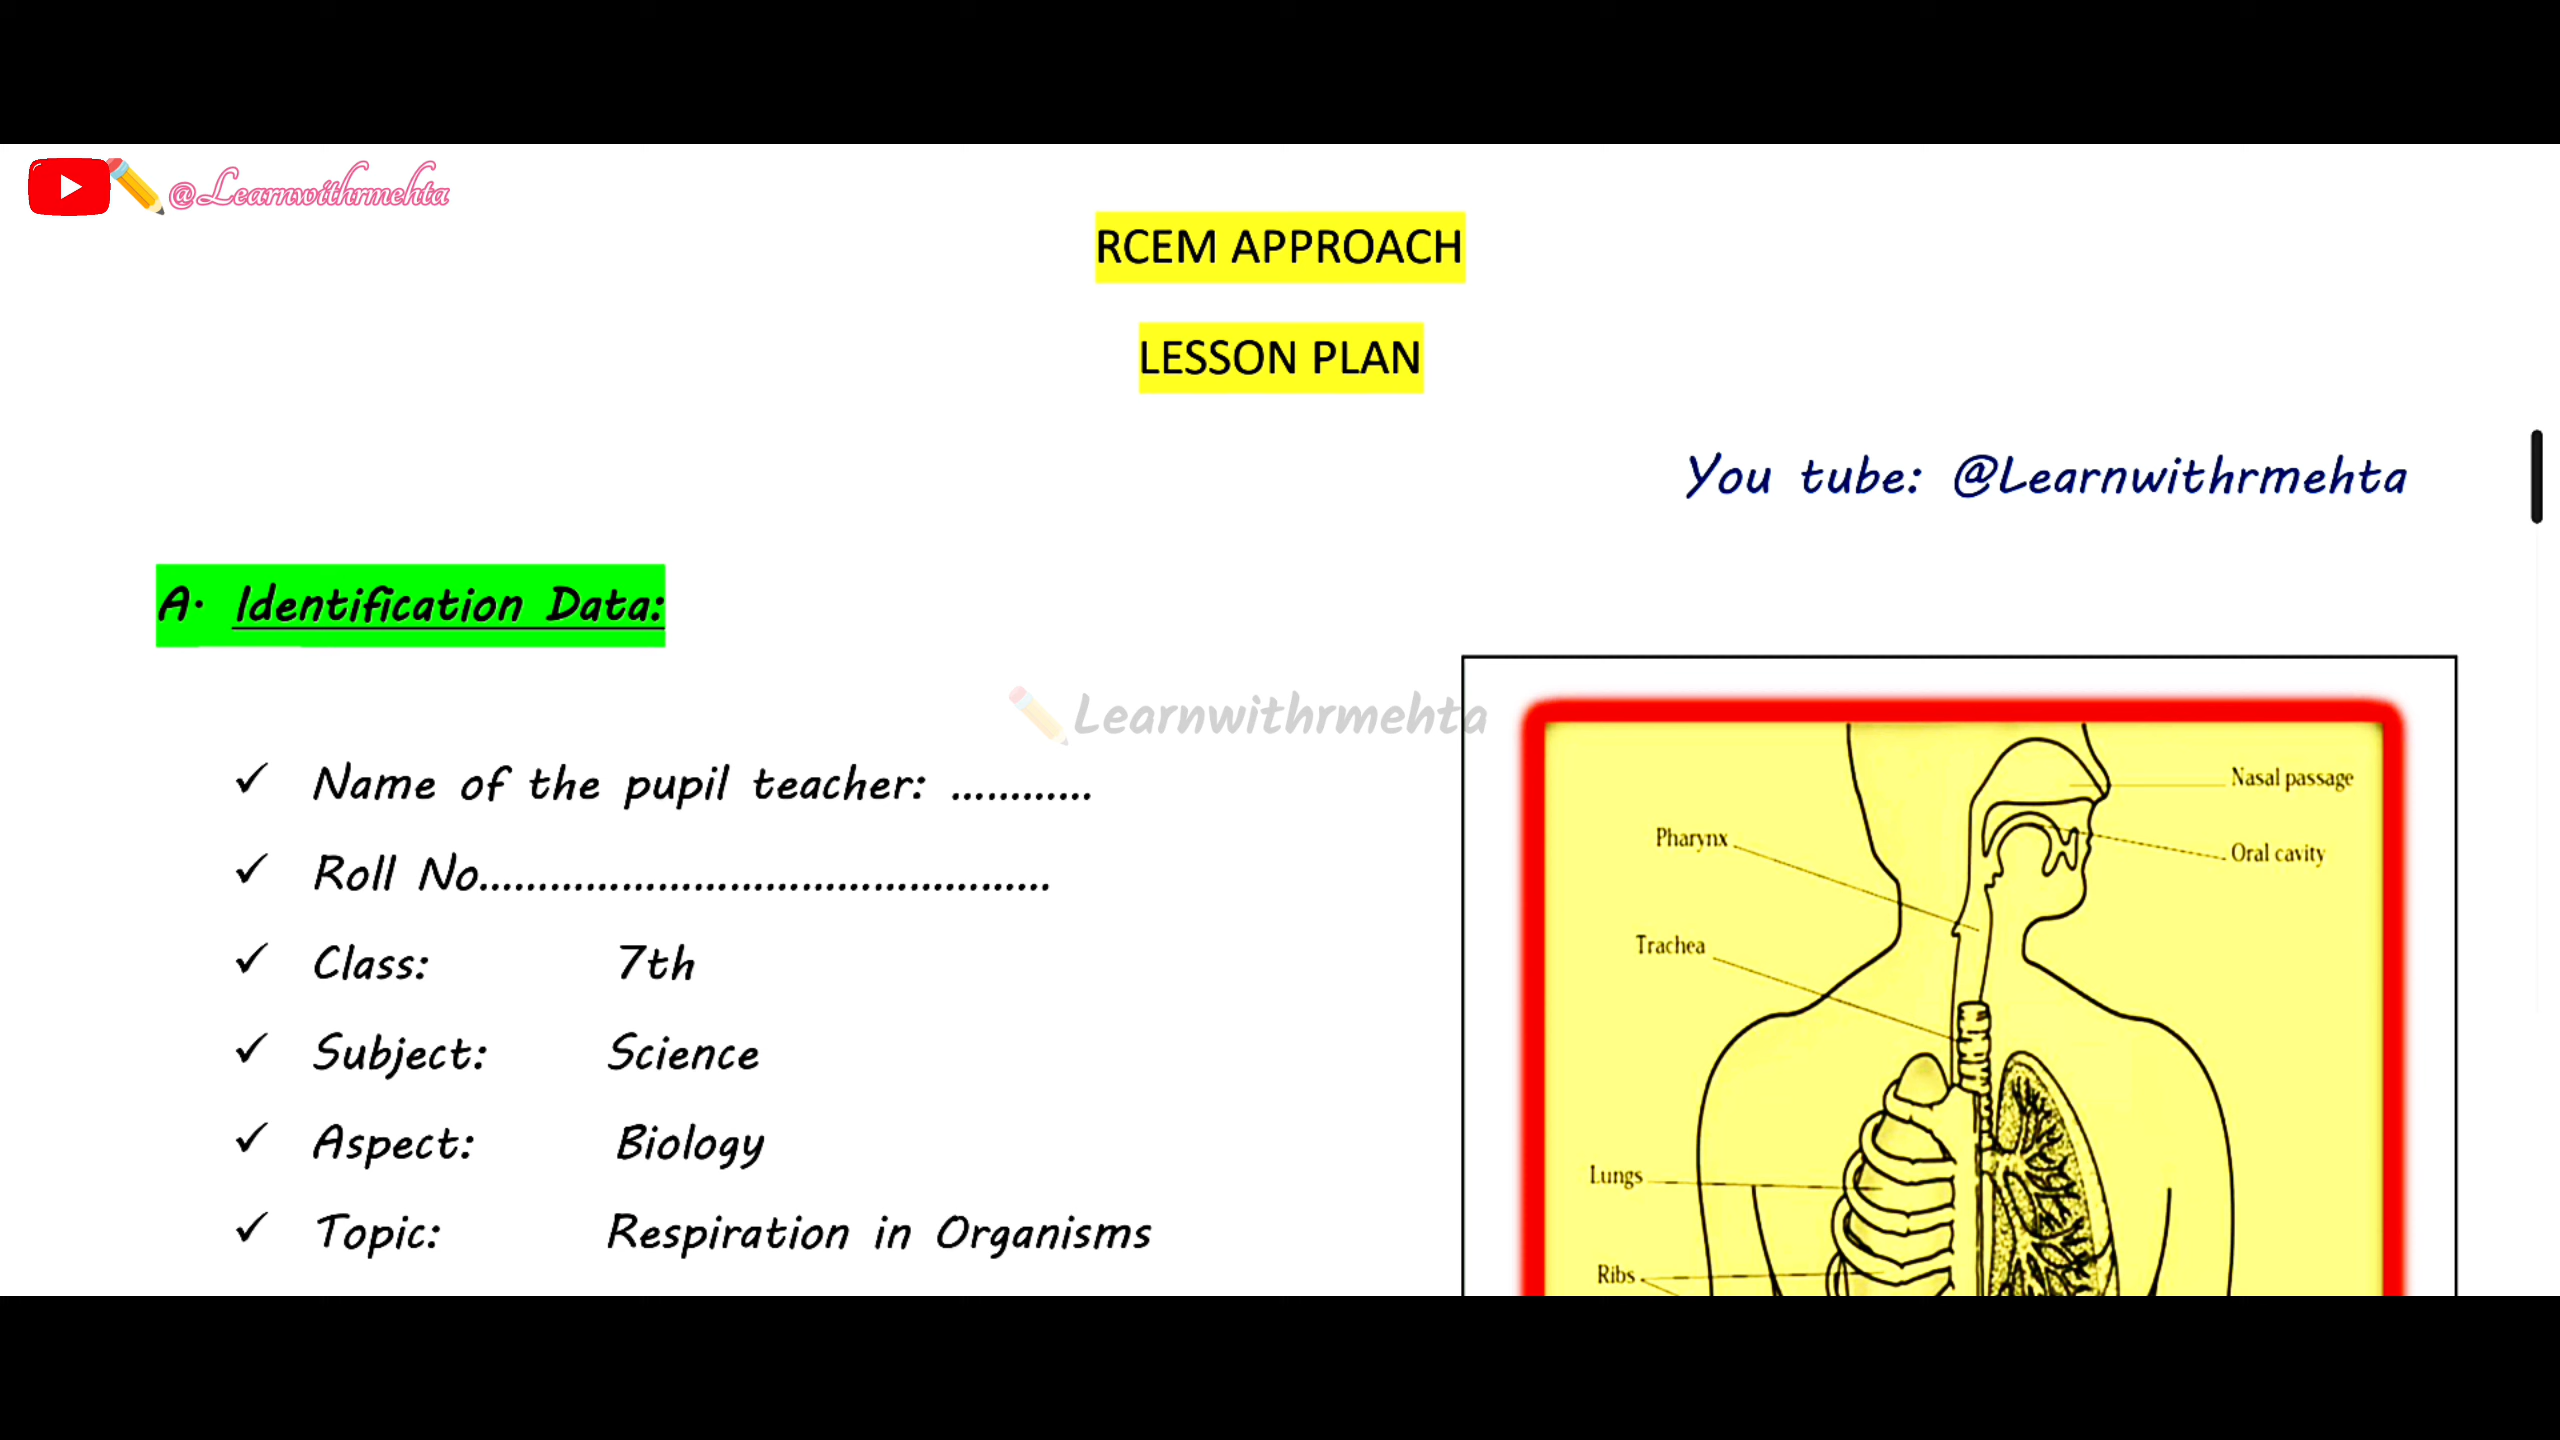 @Learnwithrmehta
RCEM APPROACH
LESSON PLAN
You tube: @Learnwithrmehta
A. Identification Data:
Learnwithrmehta
✓ Name of the pupil teacher: ............
✓ Roll No................................................
✓ Class: 7th
✓ Subject: Science
✓ Aspect: Biology
✓ Topic: Respiration in Organisms
Nasal passage
Pharynx
Oral cavity
Trachea
Lungs
Ribs